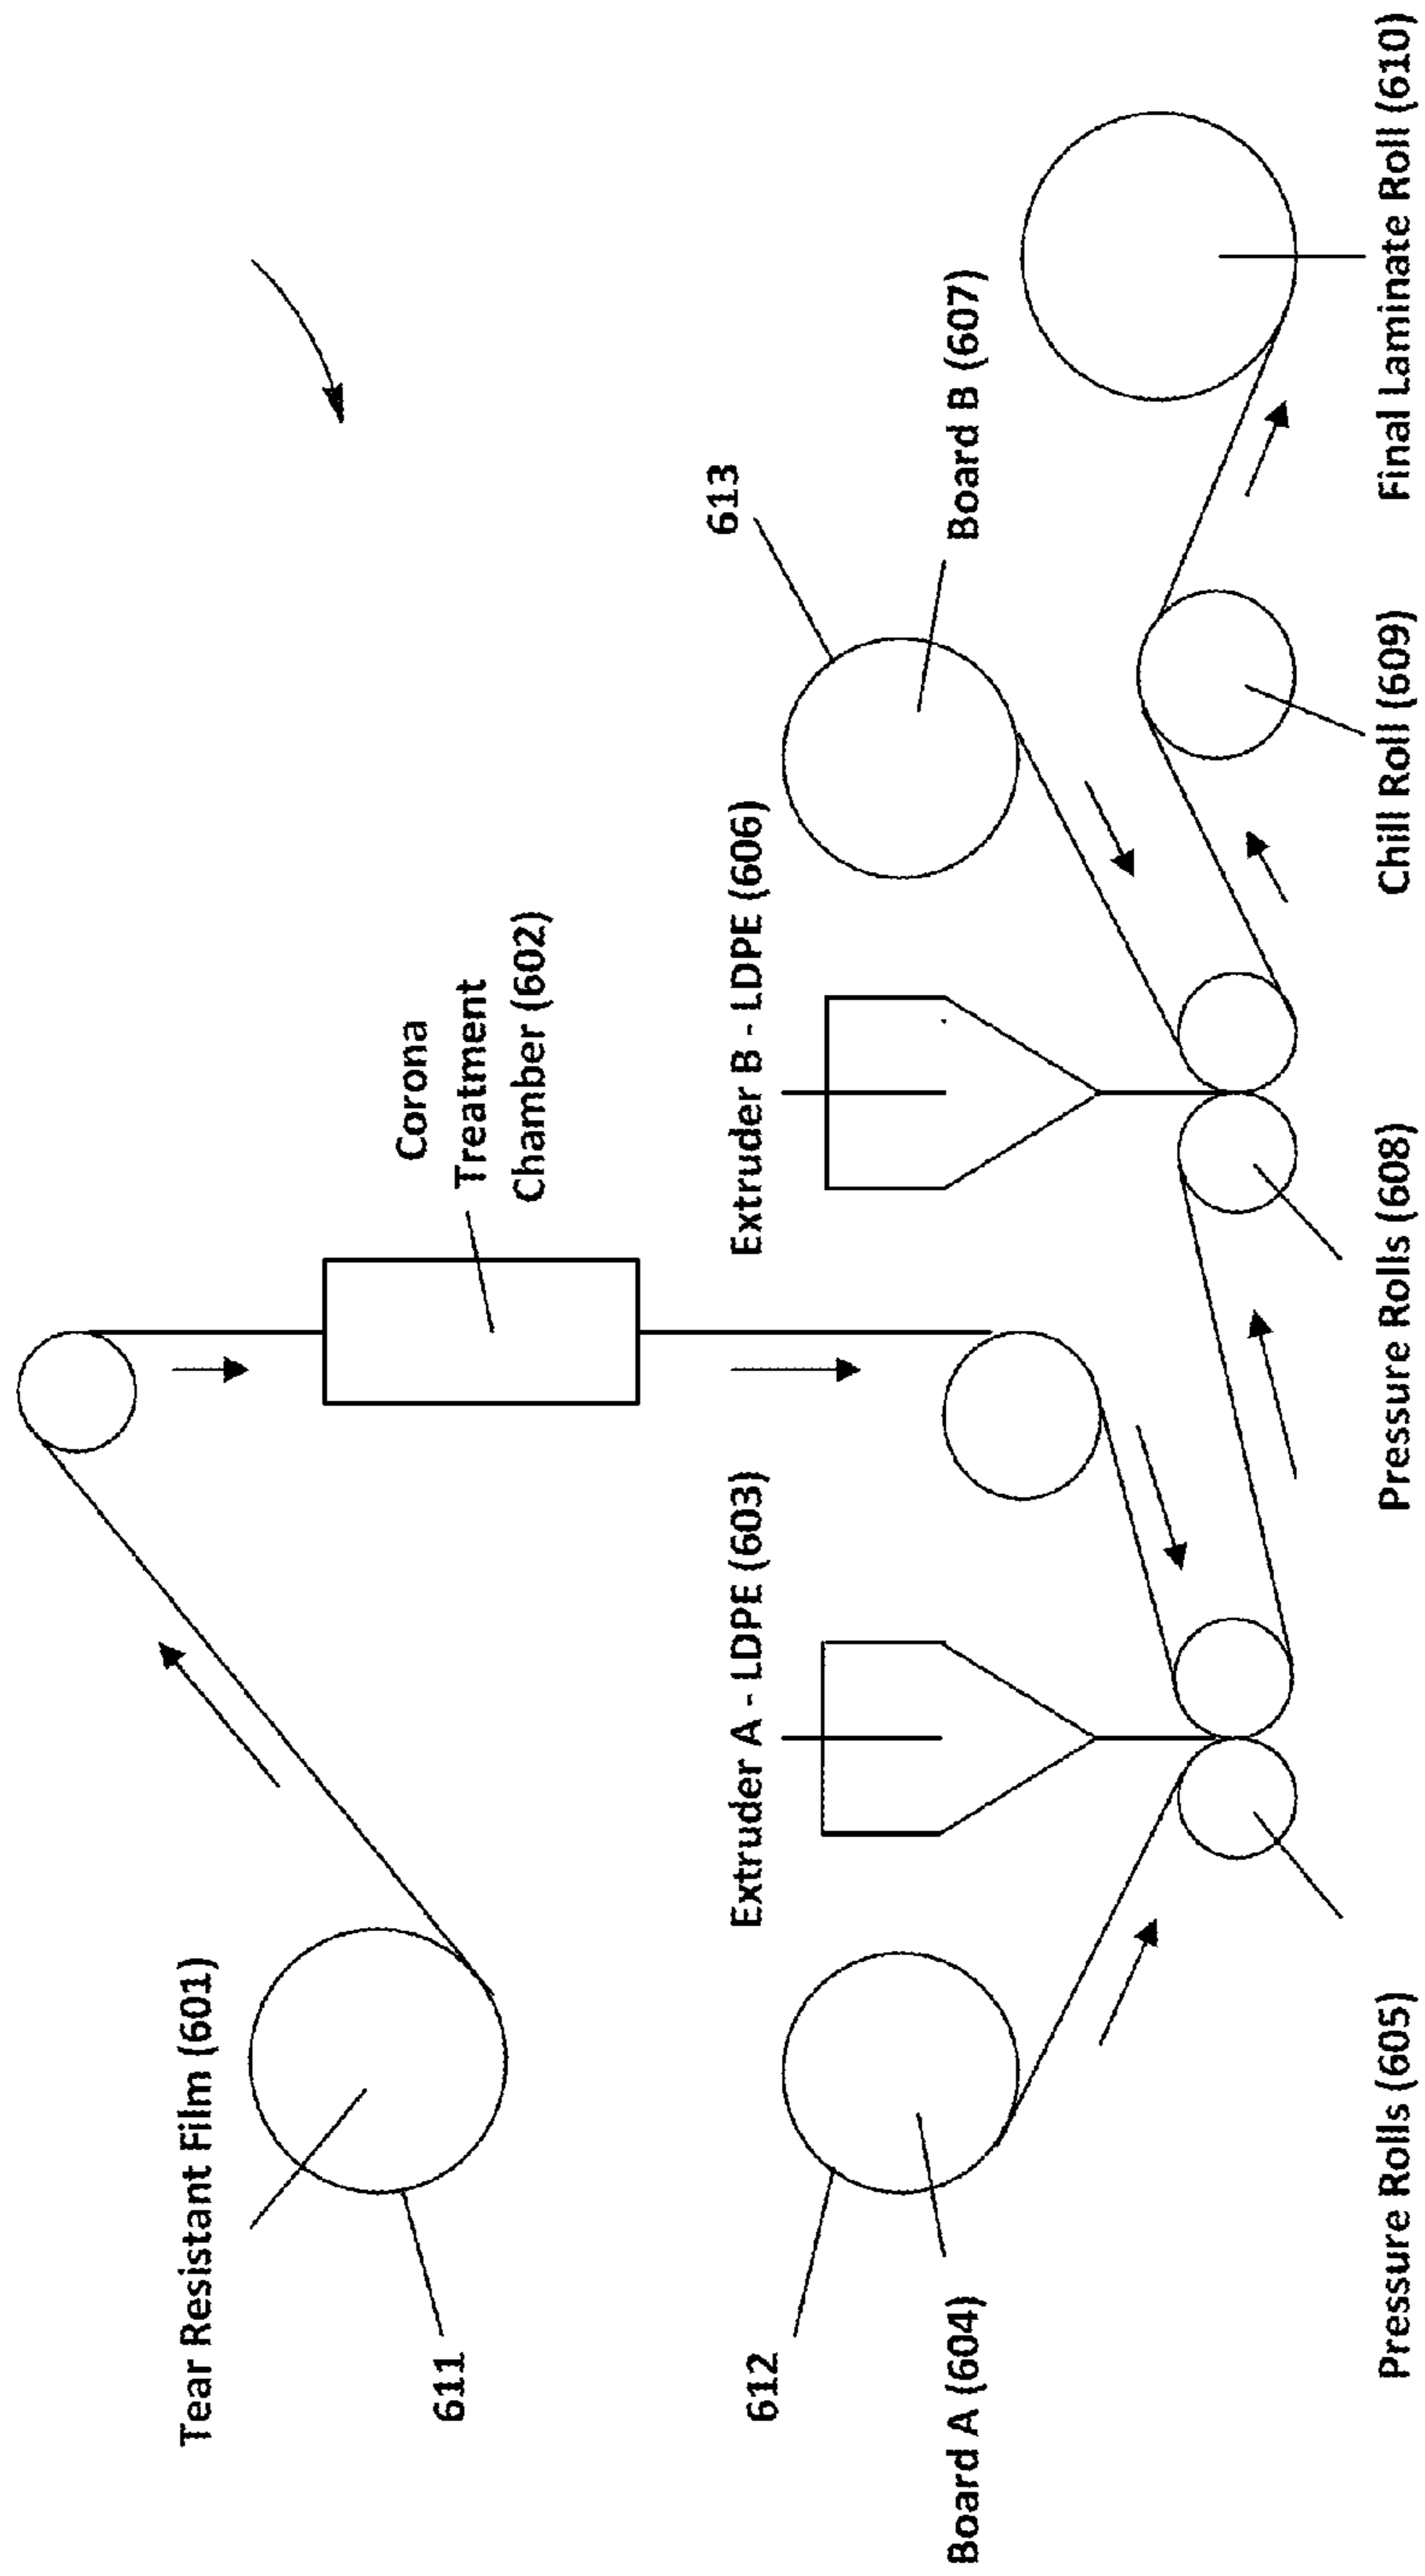 Tear Resistant Film (601)
611
Corona
Treatment
Chamber (602)
612
Extruder A - LDPE (603)
Extruder B - LDPE (606)
613
Board A (604)
Board B (607)
Pressure Rolls (605)
Pressure Rolls (608)
Chill Roll (609)
Final Laminate Roll (610)